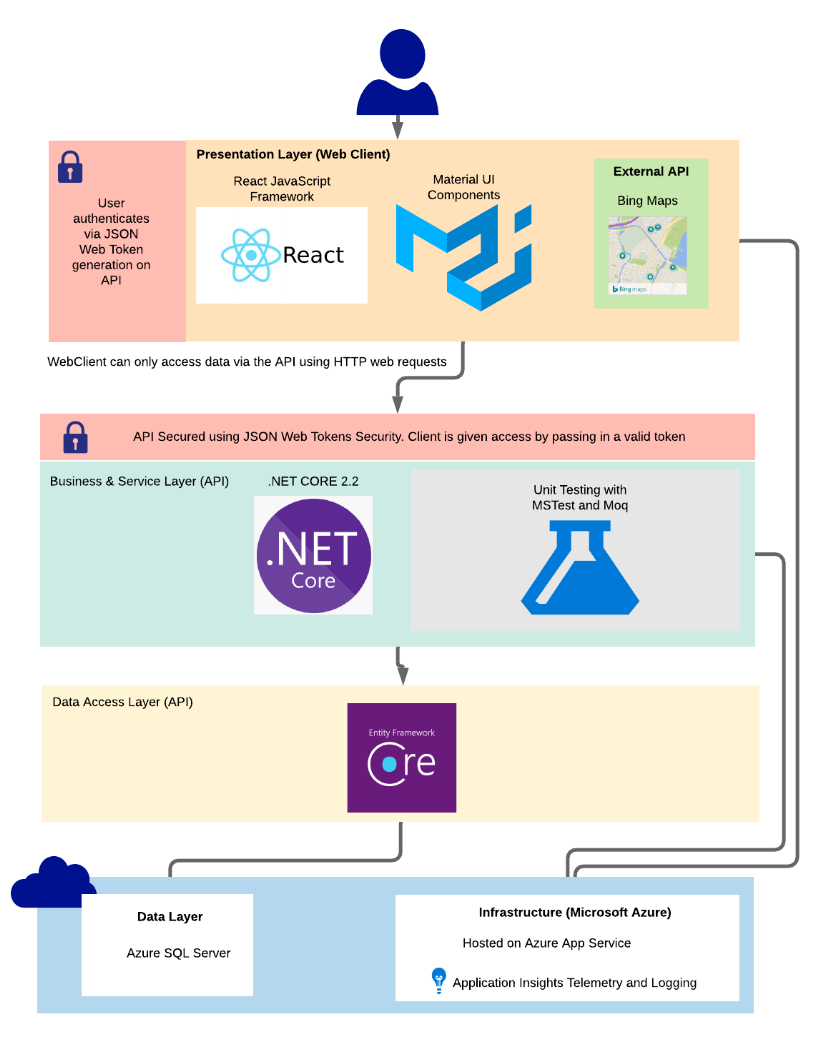 Presentation Layer (Web Client)
User
authenticates
via JSON
Web Token
generation on
API
React JavaScript
Framework
React
Material UI
Components
External API
Bing Maps
Bing maps
WebClient can only access data via the API using HTTP web requests
API Secured using JSON Web Tokens Security. Client is given access by passing in a valid token
Business & Service Layer (API)
.NET CORE 2.2
.NET
Core
Unit Testing with
MSTest and Moq
Data Access Layer (API)
Entity Framework
Core
Data Layer
Azure SQL Server
Infrastructure (Microsoft Azure)
Hosted on Azure App Service
Application Insights Telemetry and Logging